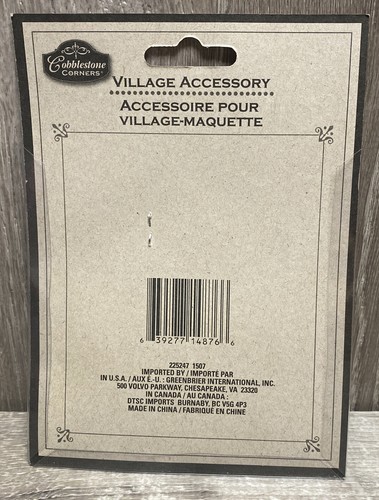 Cobblestone
CORNERS
VILLAGE ACCESSORY
ACCESSOIRE POUR
VILLAGE-MAQUETTE
6 39277 14876 6
225247 1507
IMPORTED BY / IMPORTÉ PAR
IN U.S.A. / AUX É.-U. : GREENBRIER INTERNATIONAL, INC.
500 VOLVO PARKWAY, CHESAPEAKE, VA 23320
IN CANADA / AU CANADA :
DTSC IMPORTS BURNABY, BC V5G 4P3
MADE IN CHINA / FABRIQUÉ EN CHINE